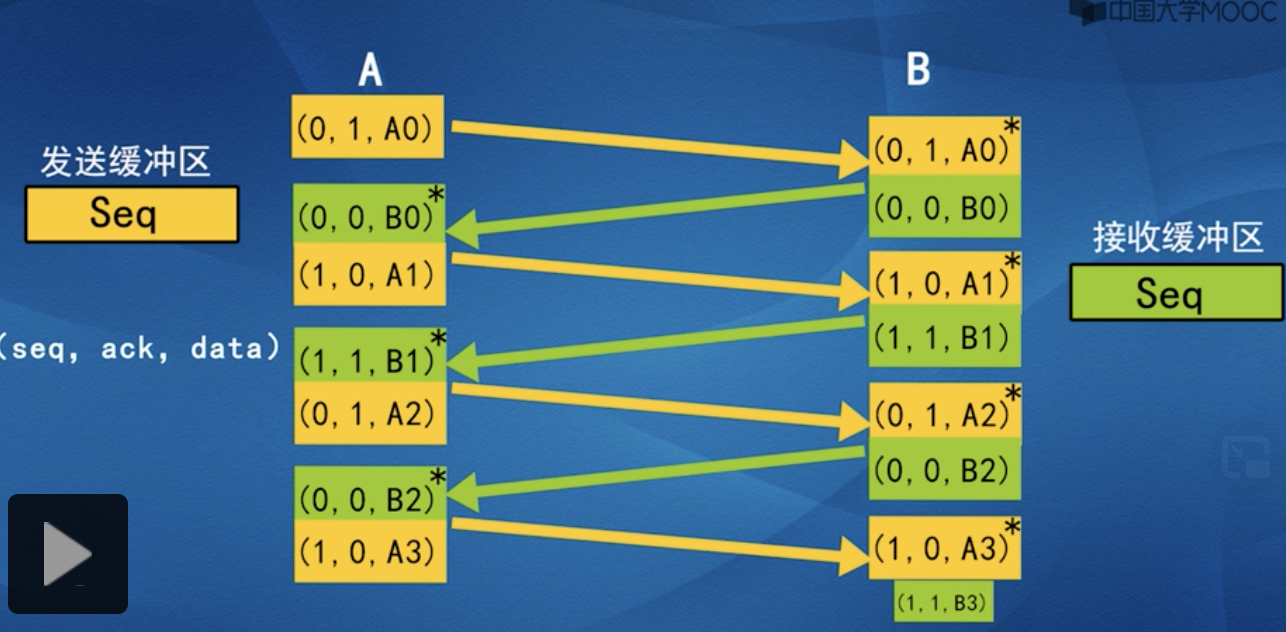 中国大学MOOC
A
B
(0, 1, A0)
(0, 1, A0)*
发送缓冲区
Seq
(0, 0, B0)*
(0, 0, B0)
(1, 0, A1)
(1, 0, A1)*
接收缓冲区
Seq
(seq, ack, data)
(1, 1, B1)*
(1, 1, B1)
(0, 1, A2)
(0, 1, A2)*
(0, 0, B2)*
(0, 0, B2)
(1, 0, A3)
(1, 0, A3)*
(1, 1, B3)